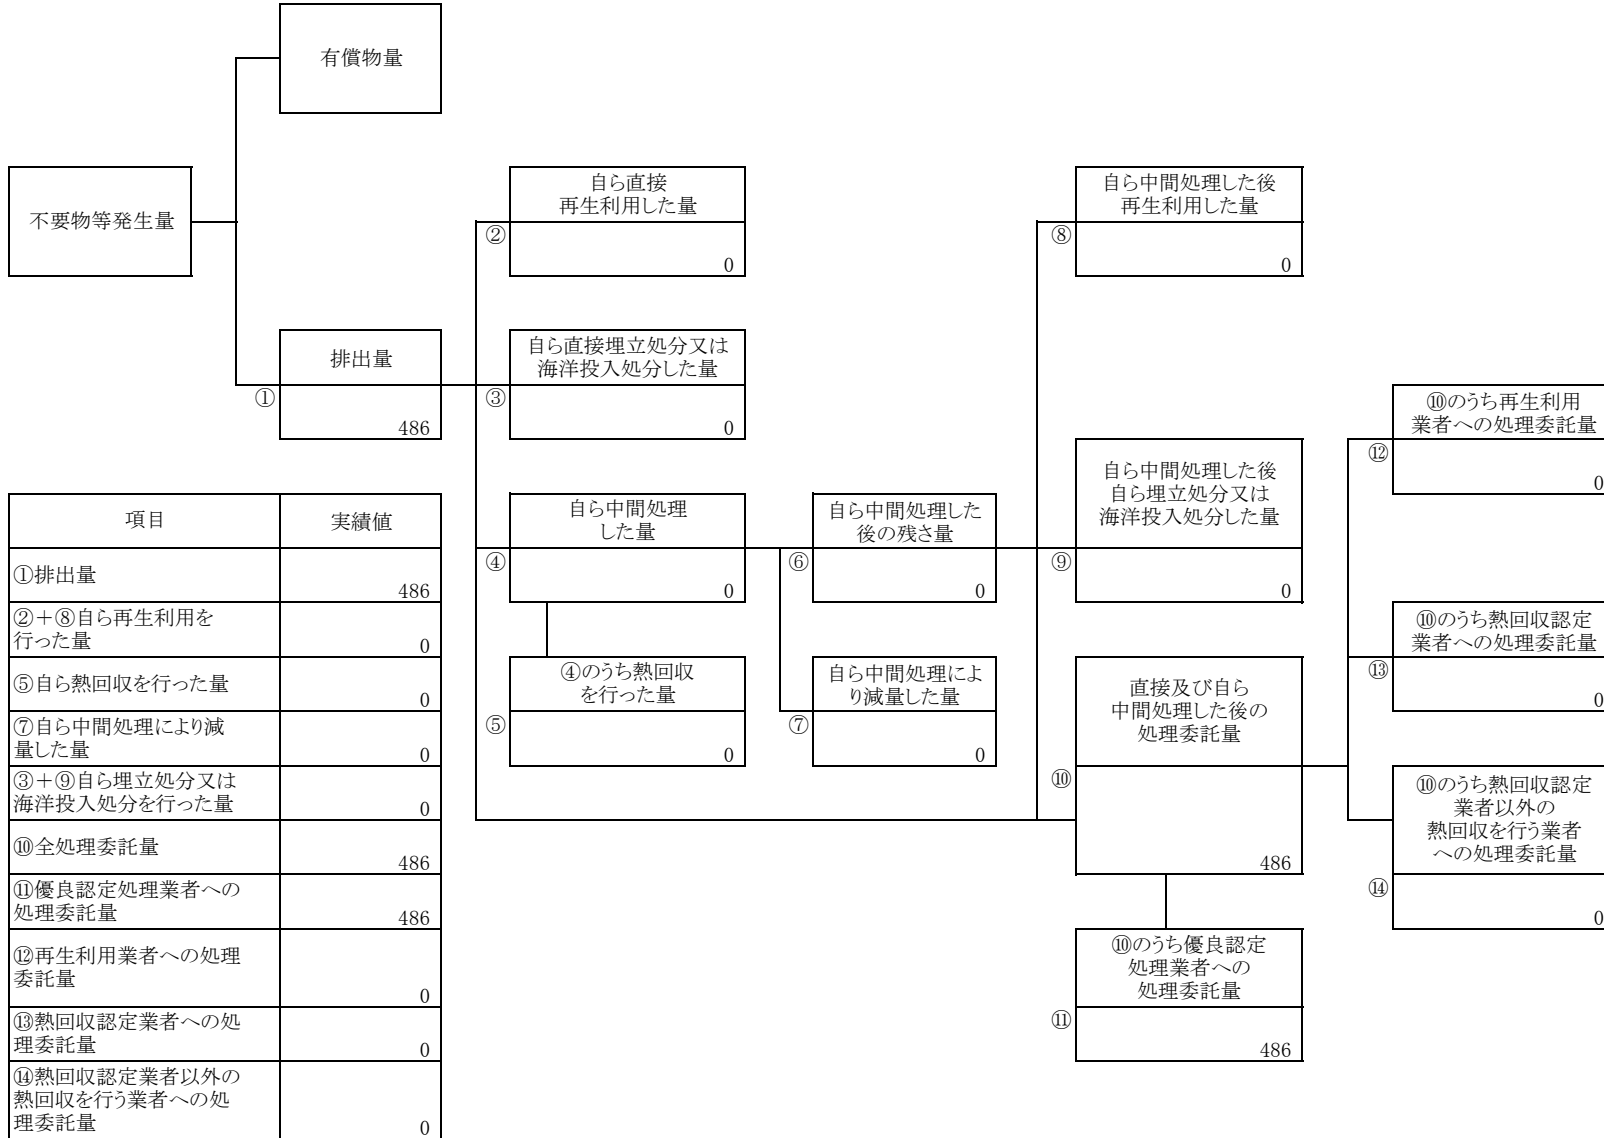 有償物量
不要物等発生量
自ら直接
再生利用した量
②
0
自ら中間処理した後
再生利用した量
⑧
0
排出量
①
486
自ら直接埋立処分又は
海洋投入処分した量
③
0
⑩のうち再生利用
業者への処理委託量
⑫
0
自ら中間処理した後
自ら埋立処分又は
海洋投入処分した量
⑨
0
自ら中間処理
した量
④
0
自ら中間処理した
後の残さ量
⑥
0
④のうち熱回収
を行った量
⑤
0
自ら中間処理によ
り減量した量
⑦
0
直接及び自ら
中間処理した後の
処理委託量
⑩
486
⑩のうち熱回収認定
業者への処理委託量
⑬
0
⑩のうち熱回収認定
業者以外の
熱回収を行う業者
への処理委託量
⑭
0
⑩のうち優良認定
処理業者への
処理委託量
⑪
486
項目 実績値
①排出量
486
②+⑧自ら再生利用を
行った量
0
⑤自ら熱回収を行った量
0
⑦自ら中間処理により減
量した量
0
③+⑨自ら埋立処分又は
海洋投入処分を行った量
0
⑩全処理委託量
486
⑪優良認定処理業者への
処理委託量
486
⑫再生利用業者への処理
委託量
0
⑬熱回収認定業者への処
理委託量
0
⑭熱回収認定業者以外の
熱回収を行う業者への処
理委託量
0